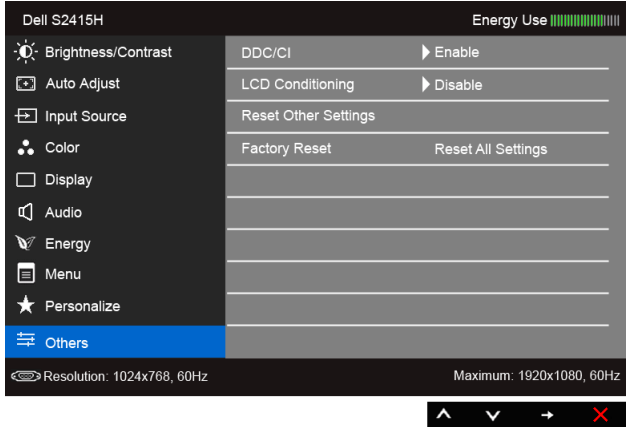 Dell S2415H Energy Use
Brightness/Contrast DDC/CI Enable
Auto Adjust LCD Conditioning Disable
Input Source Reset Other Settings
Color Factory Reset Reset All Settings
Display
Audio
Energy
Menu
Personalize
Others
Resolution: 1024x768, 60Hz Maximum: 1920x1080, 60Hz